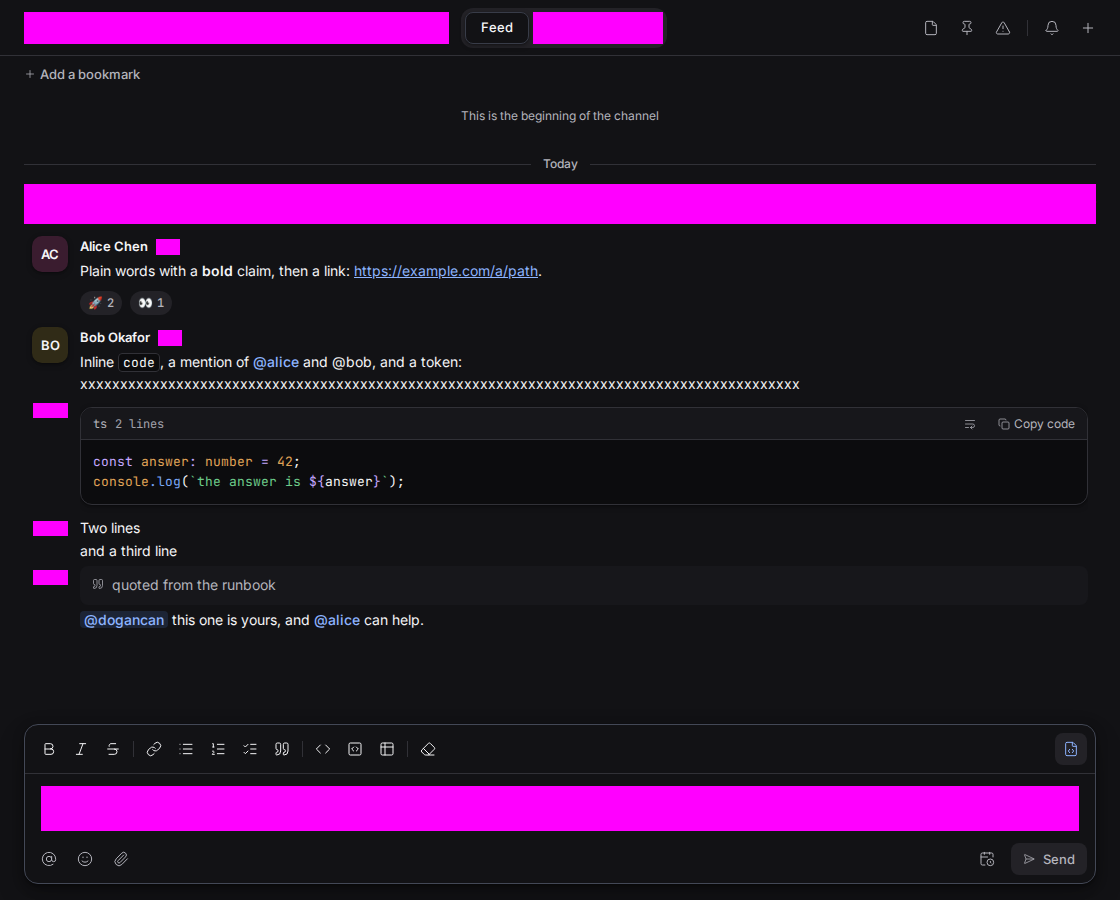 Feed
+ Add a bookmark
This is the beginning of the channel
Today
AC
Alice Chen
Plain words with a bold claim, then a link: https://example.com/a/path.
🚀 2 👀 1
BO
Bob Okafor
Inline code, a mention of @alice and @bob, and a token:
xxxxxxxxxxxxxxxxxxxxxxxxxxxxxxxxxxxxxxxxxxxxxxxxxxxxxxxxxxxxxxxxxxxxxxxxxxxxxxxxxxxxxxxxxx
ts 2 lines
Copy code
const answer: number = 42;
console.log(`the answer is ${answer}`);
Two lines
and a third line
quoted from the runbook
@dogancan this one is yours, and @alice can help.
Send